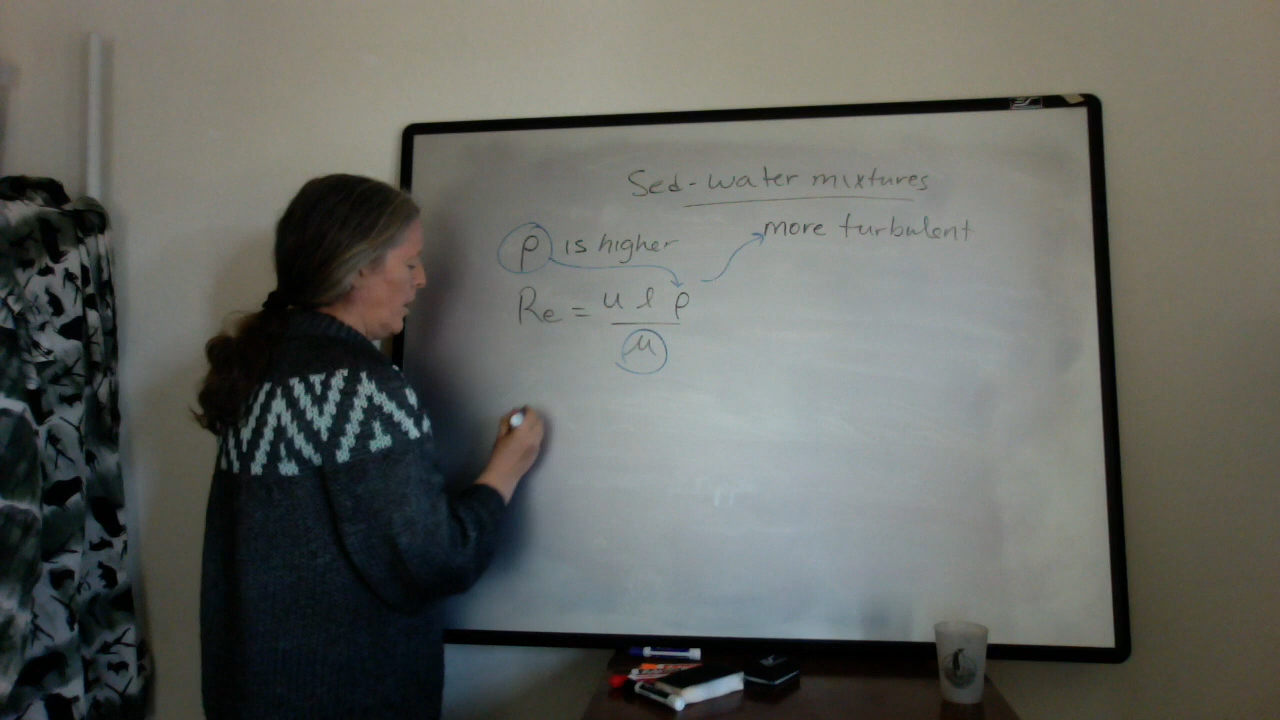 Sed-water mixtures
more turbulent
ρ is higher
Re = u l ρ
μ